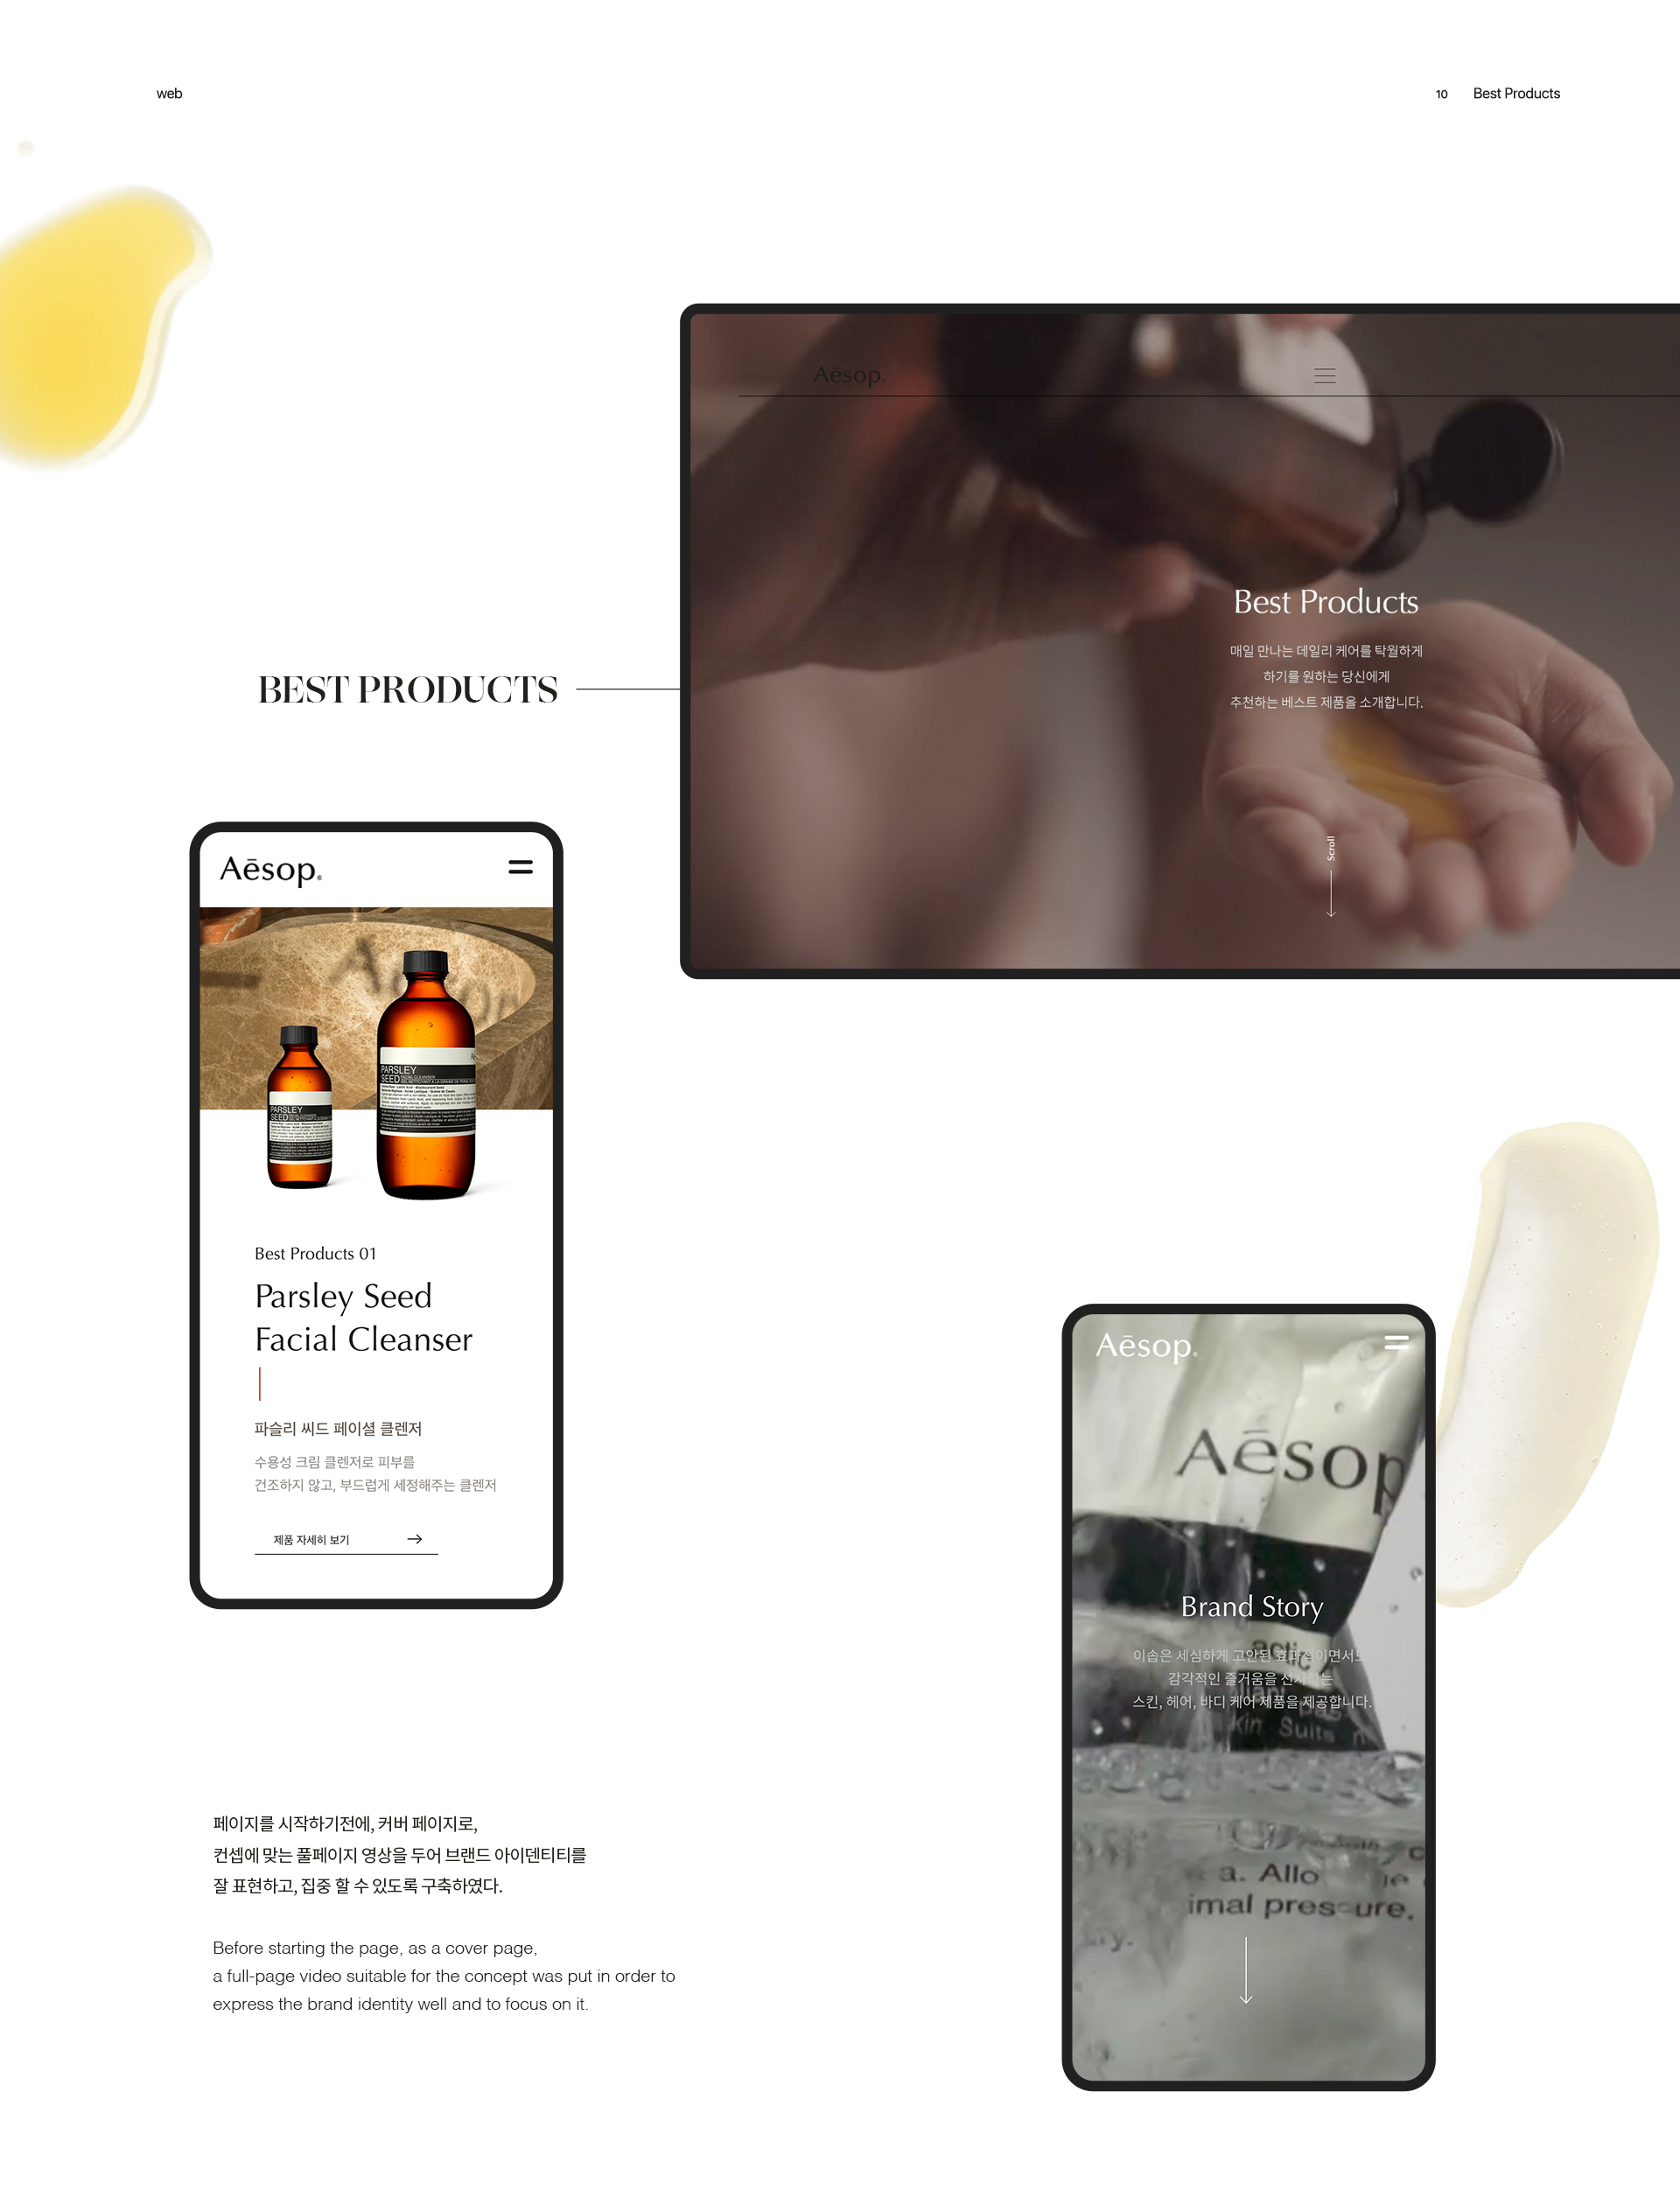 web
10 Best Products
Aēsop.
Best Products
매일 만나는 데일리 케어를 탁월하게
하기를 원하는 당신에게
추천하는 베스트 제품을 소개합니다.
Scroll
BEST PRODUCTS
Aēsop.
PARSLEY
SEED FACIAL CLEANSER
PARSLEY
SEED
Best Products 01
Parsley Seed
Facial Cleanser
파슬리 씨드 페이셜 클렌저
수용성 크림 클렌저로 피부를
건조하지 않고, 부드럽게 세정해주는 클렌저
제품 자세히 보기
Aēsop.
Aēsop
Brand Story
이솝은 세심하게 고안된 효과적이면서도
감각적인 즐거움을 선사하는
스킨, 헤어, 바디 케어 제품을 제공합니다.
kin Suits
a. Allo
imal pressure.
페이지를 시작하기전에, 커버 페이지로,
컨셉에 맞는 풀페이지 영상을 두어 브랜드 아이덴티티를
잘 표현하고, 집중 할 수 있도록 구축하였다.
Before starting the page, as a cover page,
a full-page video suitable for the concept was put in order to
express the brand identity well and to focus on it.